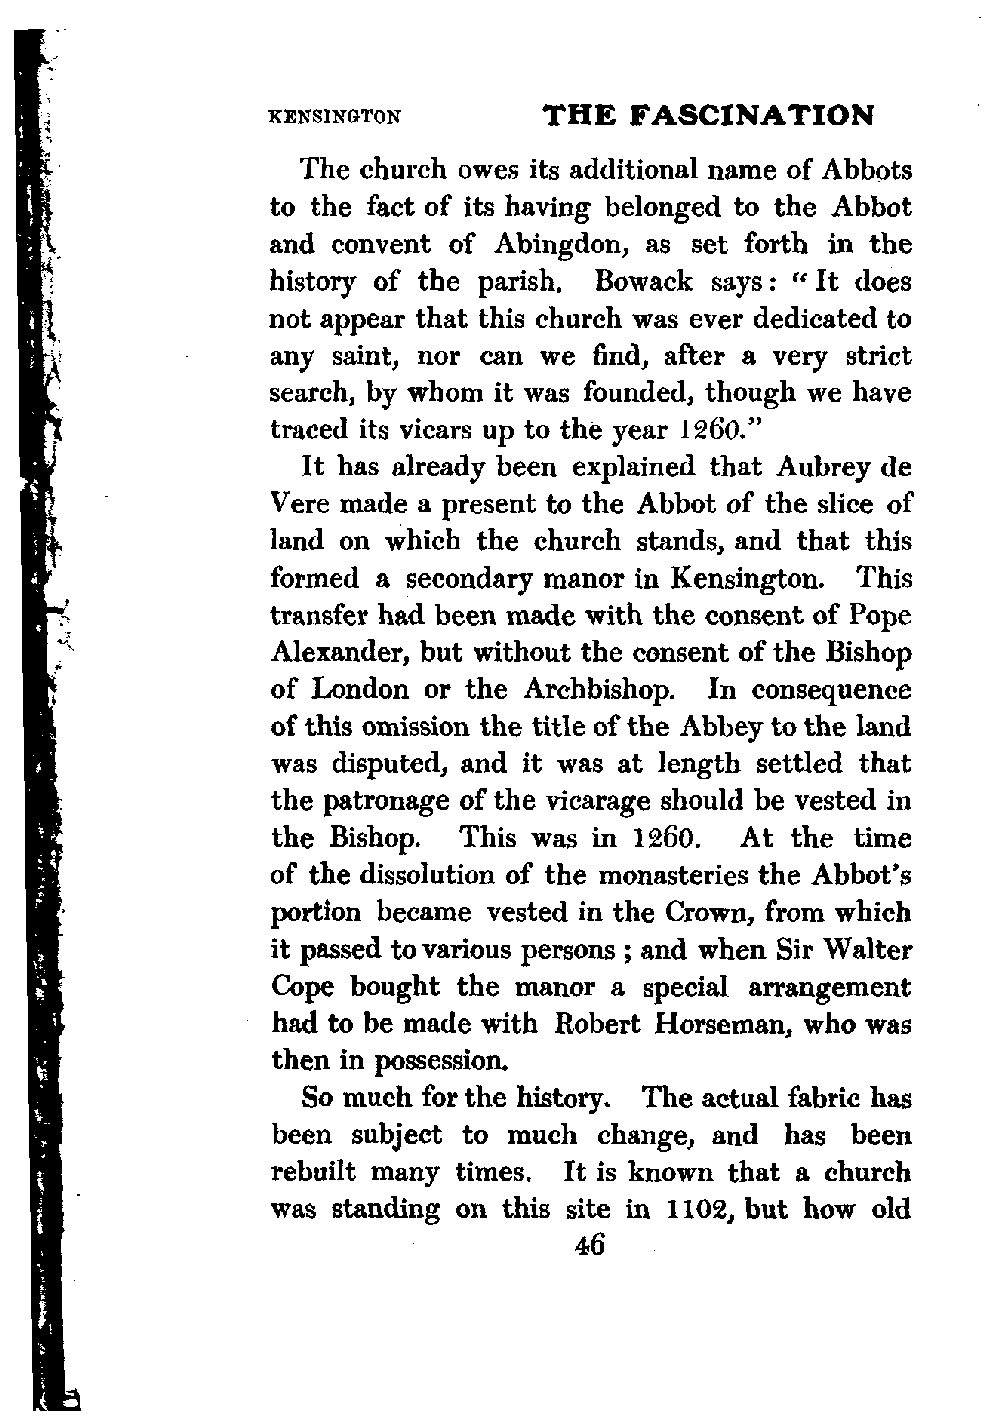 KENSINGTON THE FASCINATION
The church owes its additional name of Abbots
to the fact of its having belonged to the Abbot
and convent of Abingdon, as set forth in the
history of the parish. Bowack says: “It does
not appear that this church was ever dedicated to
any saint, nor can we find, after a very strict
search, by whom it was founded, though we have
traced its vicars up to the year 1260.”
It has already been explained that Aubrey de
Vere made a present to the Abbot of the slice of
land on which the church stands, and that this
formed a secondary manor in Kensington. This
transfer had been made with the consent of Pope
Alexander, but without the consent of the Bishop
of London or the Archbishop. In consequence
of this omission the title of the Abbey to the land
was disputed, and it was at length settled that
the patronage of the vicarage should be vested in
the Bishop. This was in 1260. At the time
of the dissolution of the monasteries the Abbot's
portion became vested in the Crown, from which
it passed to various persons; and when Sir Walter
Cope bought the manor a special arrangement
had to be made with Robert Horseman, who was
then in possession.
So much for the history. The actual fabric has
been subject to much change, and has been
rebuilt many times. It is known that a church
was standing on this site in 1102, but how old
46